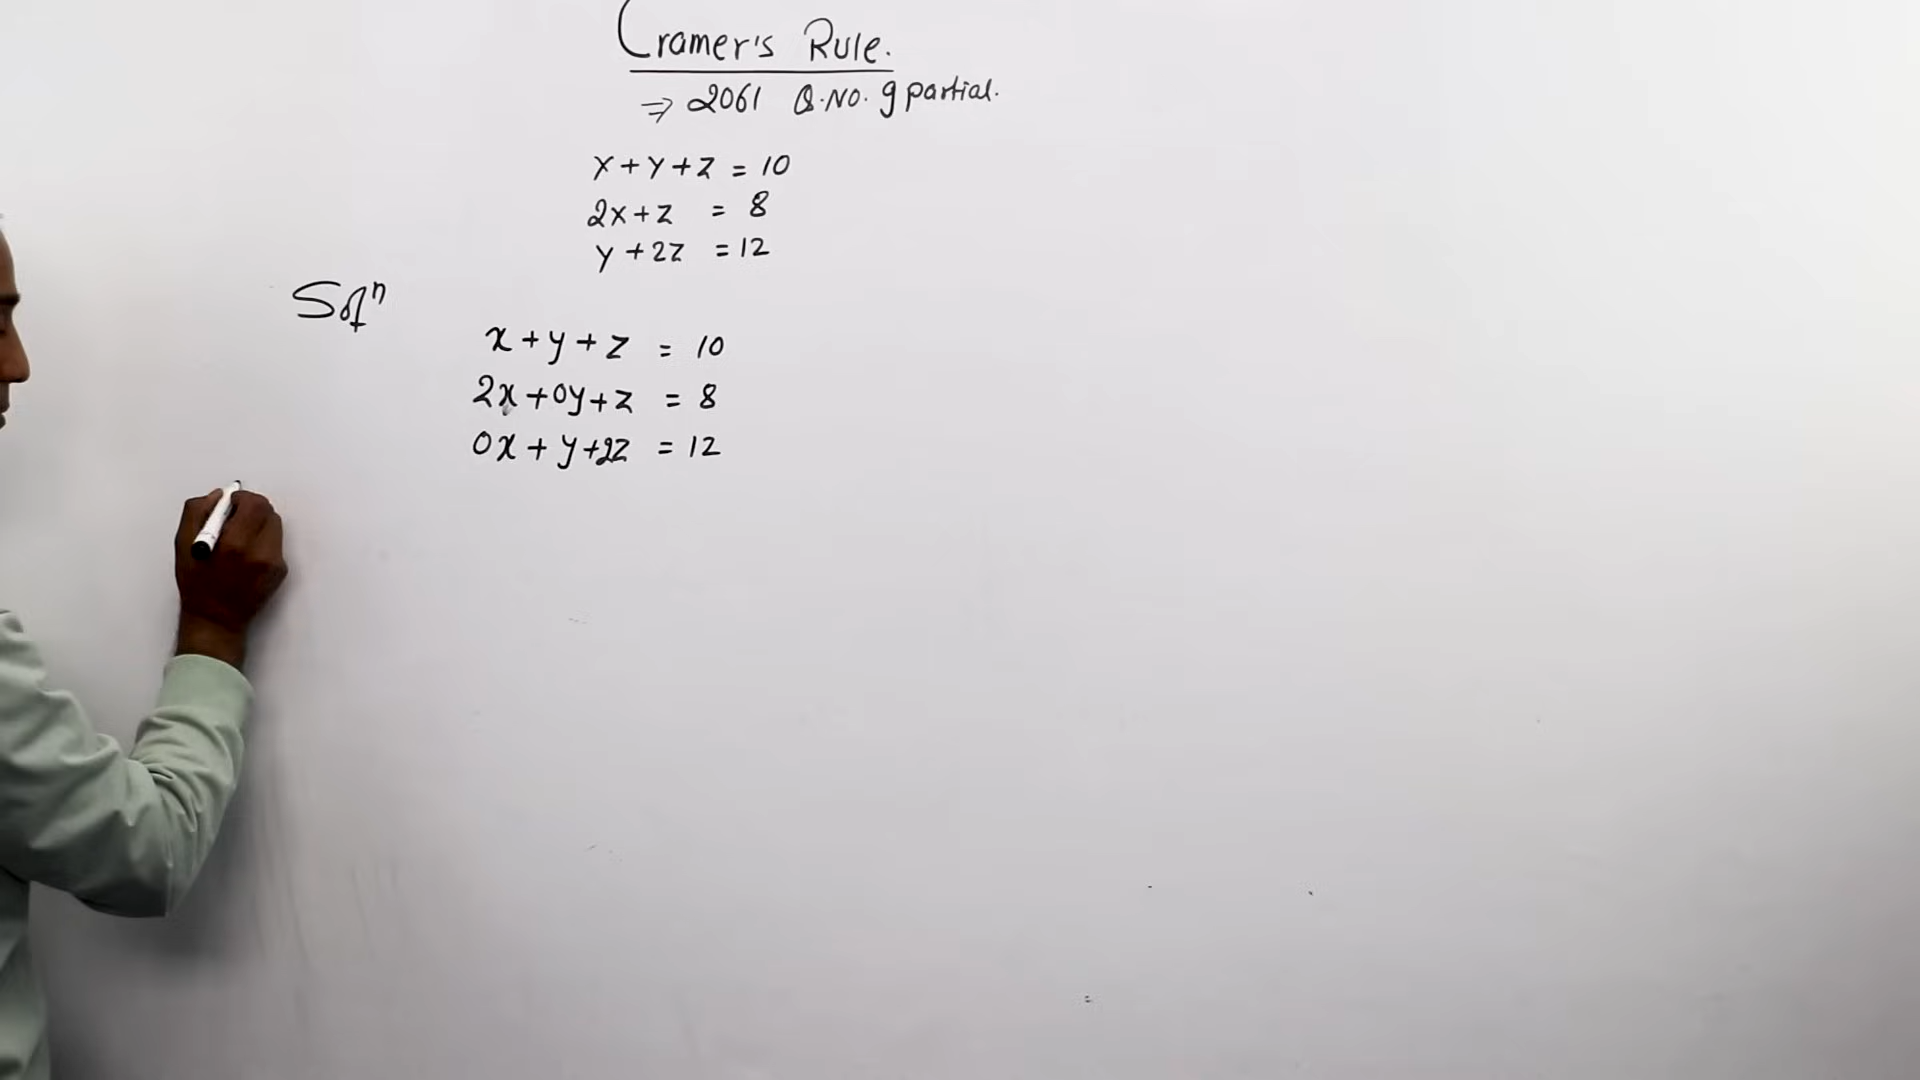 Cramer's Rule.
⇒ 2061 Q.NO. 9 partial.
x + y + z = 10
2x + z = 8
y + 2z = 12
Solⁿ
x + y + z = 10
2x + 0y + z = 8
0x + y + 2z = 12